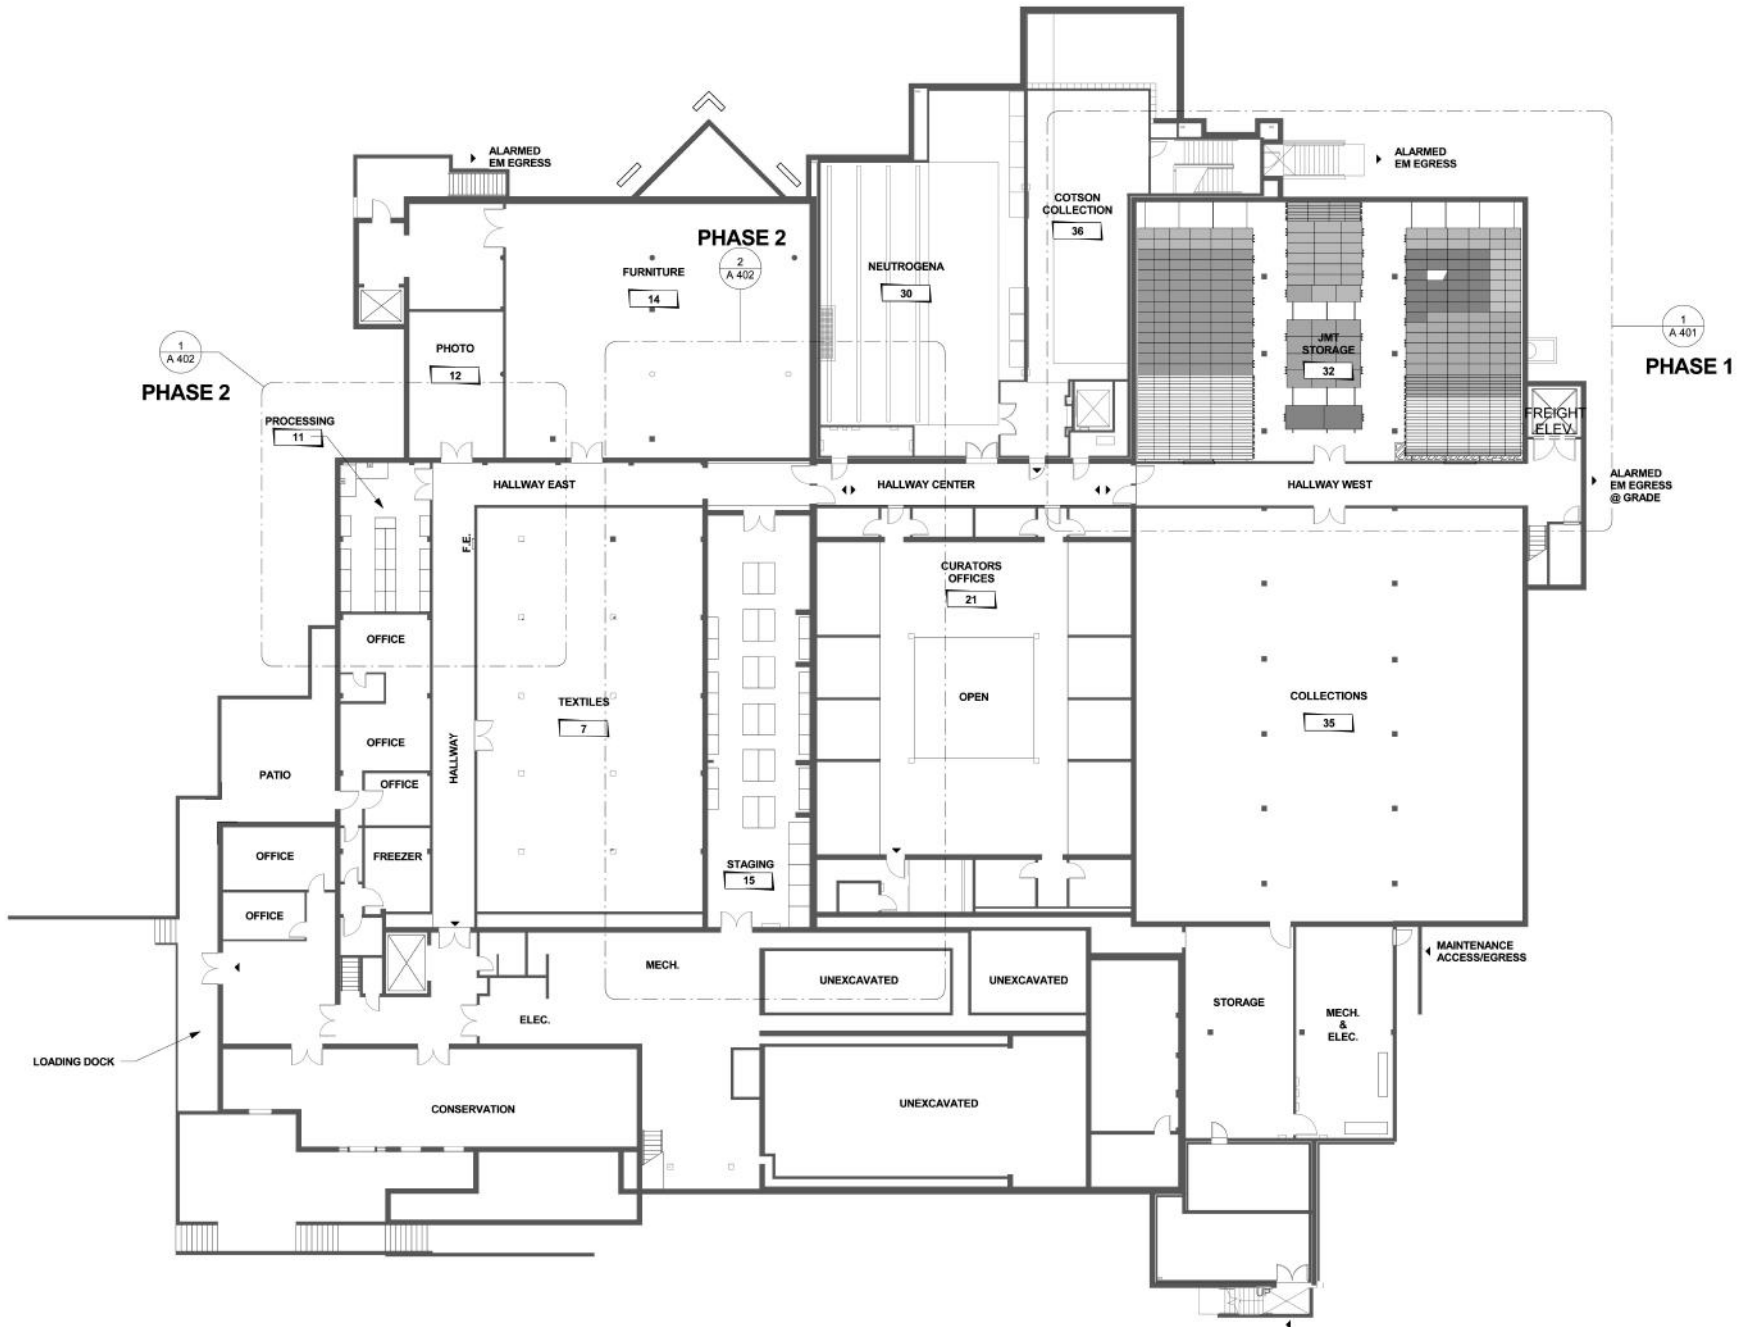 ALARMED
EM EGRESS
ALARMED
EM EGRESS
COTSON
COLLECTION
36
PHASE 2
2
A 402
FURNITURE
14
NEUTROGENA
30
JMT
STORAGE
32
1
A 401
PHASE 1
1
A 402
PHASE 2
PHOTO
12
PROCESSING
11
FREIGHT
ELEV.
HALLWAY EAST
HALLWAY CENTER
HALLWAY WEST
ALARMED
EM EGRESS
@ GRADE
F.E.
CURATORS
OFFICES
21
OFFICE
OPEN
COLLECTIONS
35
TEXTILES
7
OFFICE
HALLWAY
PATIO
OFFICE
OFFICE
FREEZER
STAGING
15
OFFICE
MECH.
UNEXCAVATED
UNEXCAVATED
MAINTENANCE
ACCESS/EGRESS
STORAGE
MECH.
&
ELEC.
ELEC.
LOADING DOCK
CONSERVATION
UNEXCAVATED
UP